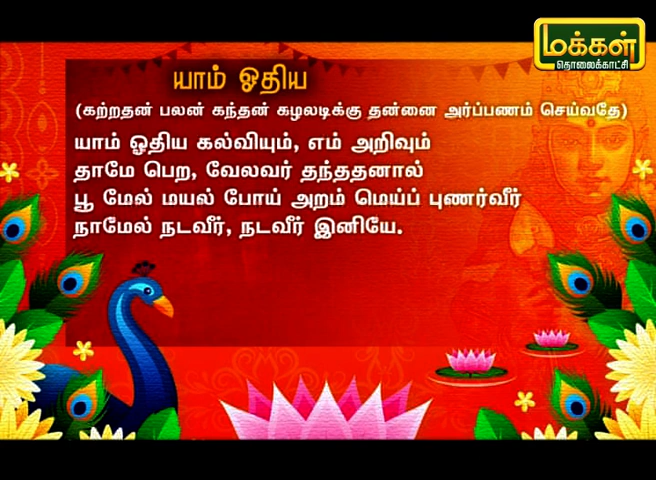 மக்கள்
தொலைக்காட்சி
யாம் ஓதிய
(கற்றதன் பலன் கந்தன் கழலடிக்கு தன்னை அர்ப்பணம் செய்வதே)
யாம் ஓதிய கல்வியும், எம் அறிவும்
தாமே பெற, வேலவர் தந்ததனால்
பூ மேல் மயல் போய் அறம் மெய்ப் புணர்வீர்
நாமேல் நடவீர், நடவீர் இனியே.